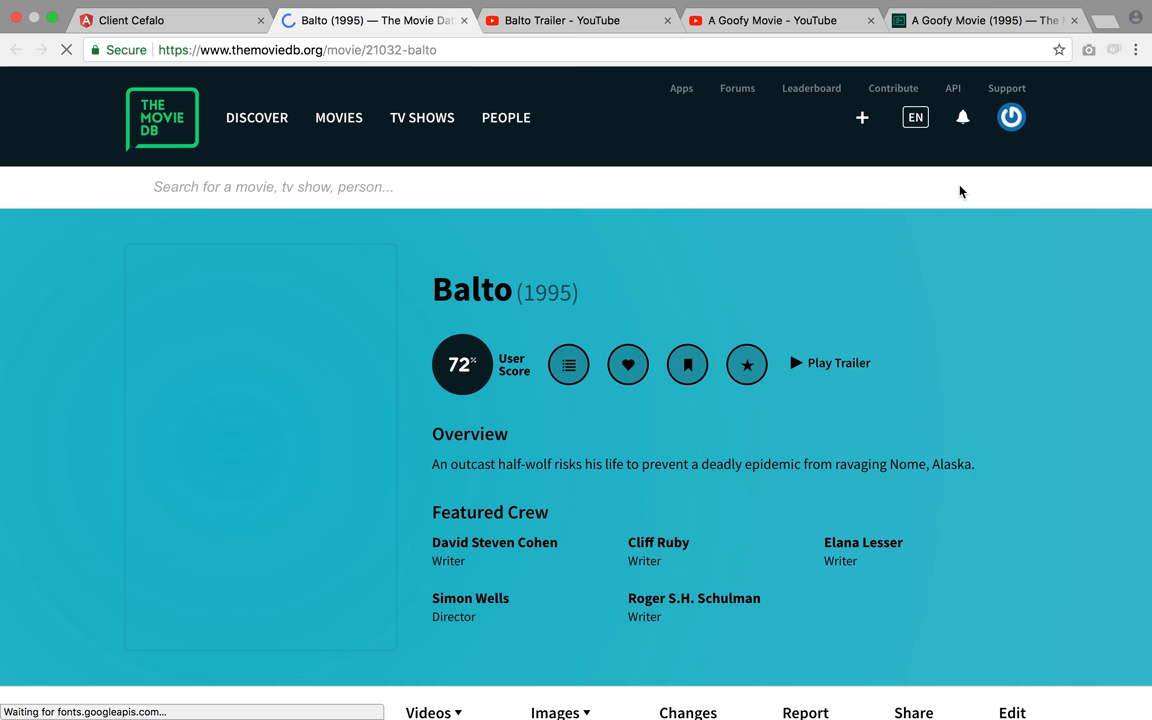 Client Cefalo
Balto (1995) — The Movie Dat
Balto Trailer - YouTube
A Goofy Movie - YouTube
A Goofy Movie (1995) — The M
Secure
https://www.themoviedb.org/movie/21032-balto
Apps
Forums
Leaderboard
Contribute
API
Support
THE
MOVIE
DB
DISCOVER
MOVIES
TV SHOWS
PEOPLE
EN
Search for a movie, tv show, person...
Balto (1995)
72%
User
Score
Play Trailer
Overview
An outcast half-wolf risks his life to prevent a deadly epidemic from ravaging Nome, Alaska.
Featured Crew
David Steven Cohen
Writer
Cliff Ruby
Writer
Elana Lesser
Writer
Simon Wells
Director
Roger S.H. Schulman
Writer
Waiting for fonts.googleapis.com...
Videos
Images
Changes
Report
Share
Edit